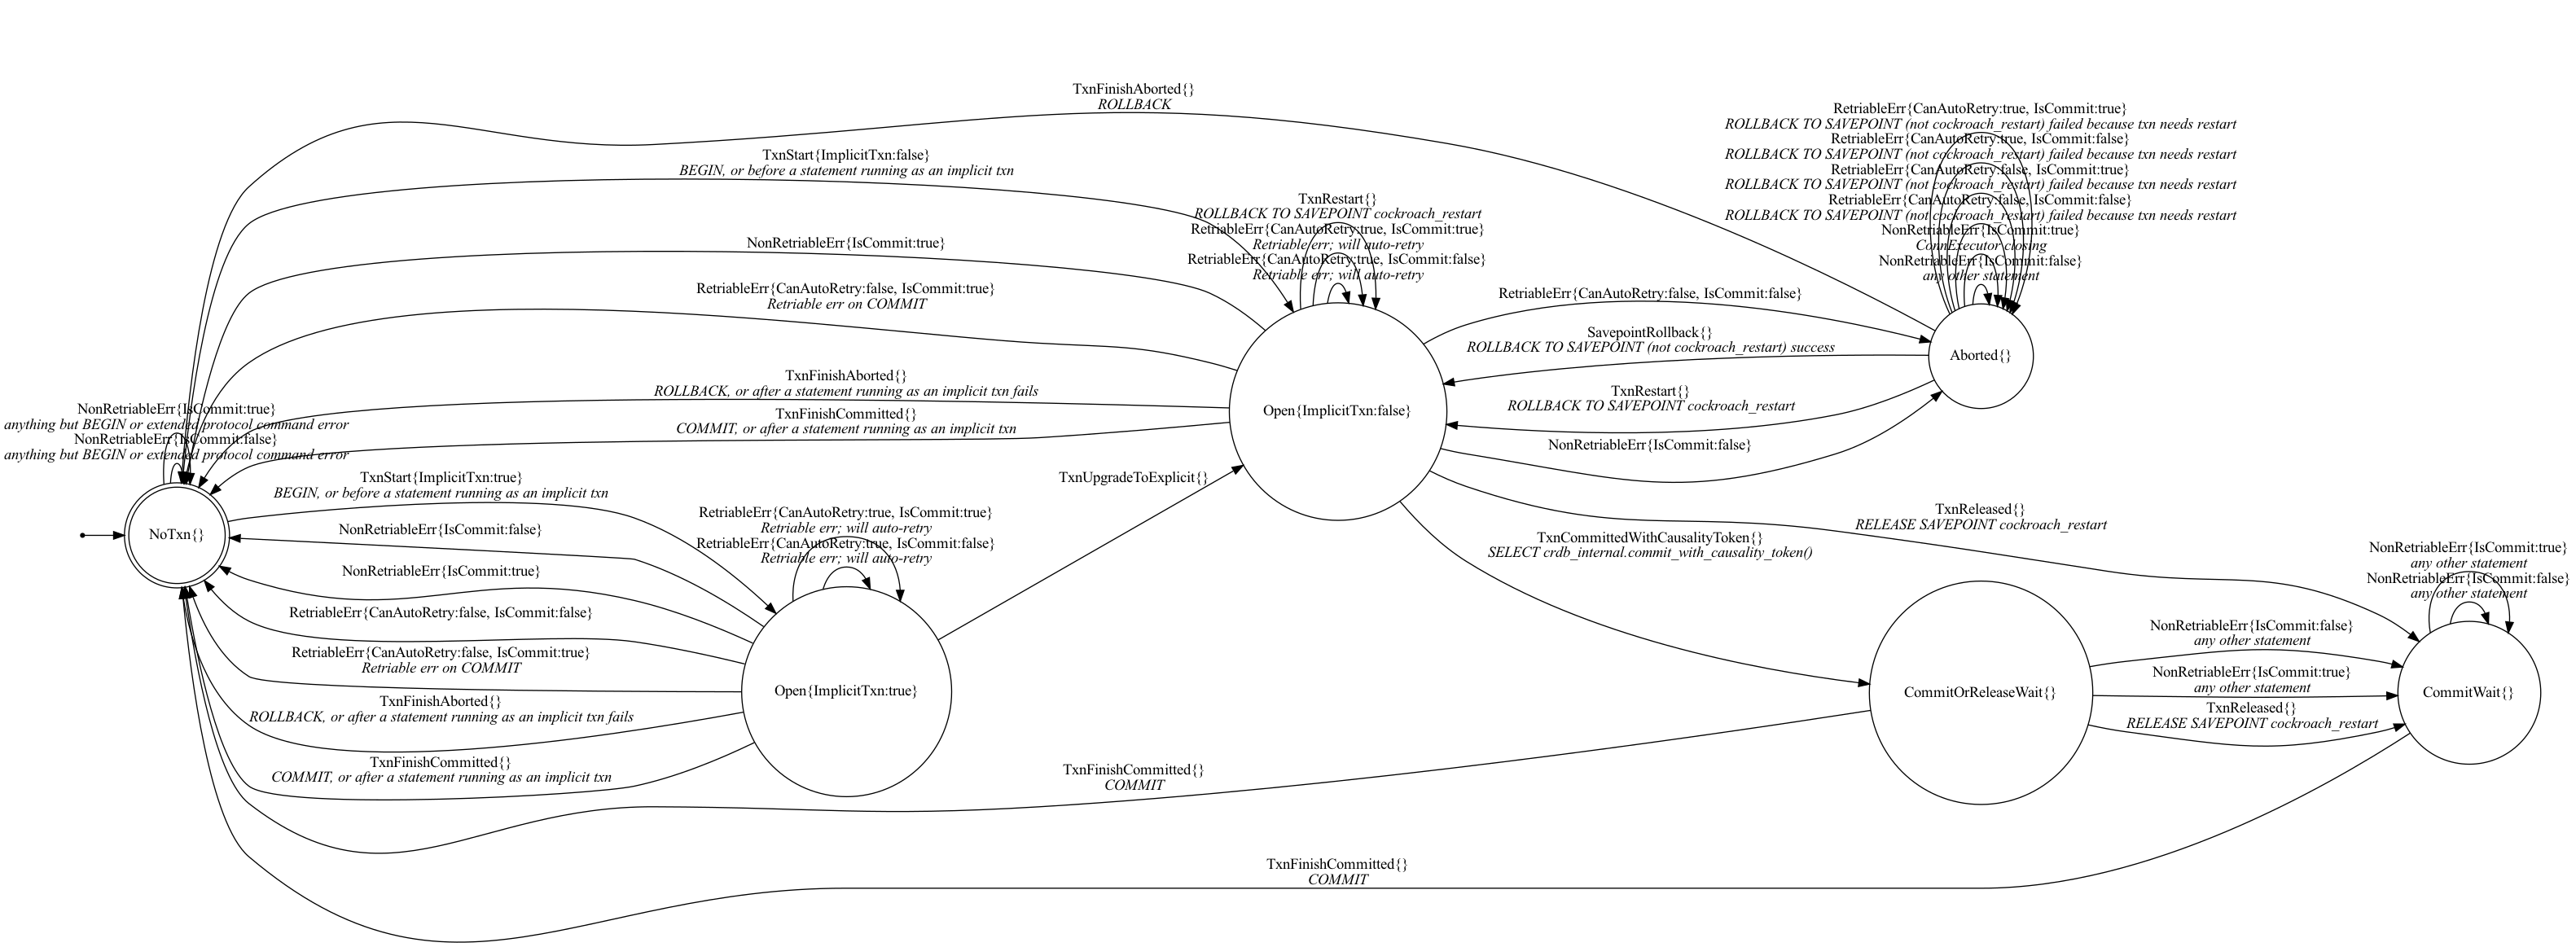 TxnFinishAborted{}
ROLLBACK
TxnStart{ImplicitTxn:false}
BEGIN, or before a statement running as an implicit txn
NonRetriableErr{IsCommit:true}
RetriableErr{CanAutoRetry:false, IsCommit:true}
Retriable err on COMMIT
TxnFinishAborted{}
ROLLBACK, or after a statement running as an implicit txn fails
TxnFinishCommitted{}
COMMIT, or after a statement running as an implicit txn
NonRetriableErr{IsCommit:true}
anything but BEGIN or extended protocol command error
NonRetriableErr{IsCommit:false}
anything but BEGIN or extended protocol command error
NoTxn{}
TxnStart{ImplicitTxn:true}
BEGIN, or before a statement running as an implicit txn
NonRetriableErr{IsCommit:false}
NonRetriableErr{IsCommit:true}
RetriableErr{CanAutoRetry:false, IsCommit:false}
RetriableErr{CanAutoRetry:false, IsCommit:true}
Retriable err on COMMIT
TxnFinishAborted{}
ROLLBACK, or after a statement running as an implicit txn fails
TxnFinishCommitted{}
COMMIT, or after a statement running as an implicit txn
RetriableErr{CanAutoRetry:true, IsCommit:true}
Retriable err; will auto-retry
RetriableErr{CanAutoRetry:true, IsCommit:false}
Retriable err; will auto-retry
Open{ImplicitTxn:true}
TxnUpgradeToExplicit{}
TxnRestart{}
ROLLBACK TO SAVEPOINT cockroach_restart
RetriableErr{CanAutoRetry:true, IsCommit:true}
Retriable err; will auto-retry
RetriableErr{CanAutoRetry:true, IsCommit:false}
Retriable err; will auto-retry
Open{ImplicitTxn:false}
RetriableErr{CanAutoRetry:false, IsCommit:false}
SavepointRollback{}
ROLLBACK TO SAVEPOINT (not cockroach_restart) success
TxnRestart{}
ROLLBACK TO SAVEPOINT cockroach_restart
NonRetriableErr{IsCommit:false}
RetriableErr{CanAutoRetry:true, IsCommit:true}
ROLLBACK TO SAVEPOINT (not cockroach_restart) failed because txn needs restart
RetriableErr{CanAutoRetry:true, IsCommit:false}
ROLLBACK TO SAVEPOINT (not cockroach_restart) failed because txn needs restart
RetriableErr{CanAutoRetry:false, IsCommit:true}
ROLLBACK TO SAVEPOINT (not cockroach_restart) failed because txn needs restart
RetriableErr{CanAutoRetry:false, IsCommit:false}
ROLLBACK TO SAVEPOINT (not cockroach_restart) failed because txn needs restart
NonRetriableErr{IsCommit:true}
ConnExecutor closing
NonRetriableErr{IsCommit:false}
any other statement
Aborted{}
TxnReleased{}
RELEASE SAVEPOINT cockroach_restart
TxnCommittedWithCausalityToken{}
SELECT crdb_internal.commit_with_causality_token()
CommitOrReleaseWait{}
NonRetriableErr{IsCommit:false}
any other statement
NonRetriableErr{IsCommit:true}
any other statement
TxnReleased{}
RELEASE SAVEPOINT cockroach_restart
NonRetriableErr{IsCommit:true}
any other statement
NonRetriableErr{IsCommit:false}
any other statement
CommitWait{}
TxnFinishCommitted{}
COMMIT
TxnFinishCommitted{}
COMMIT